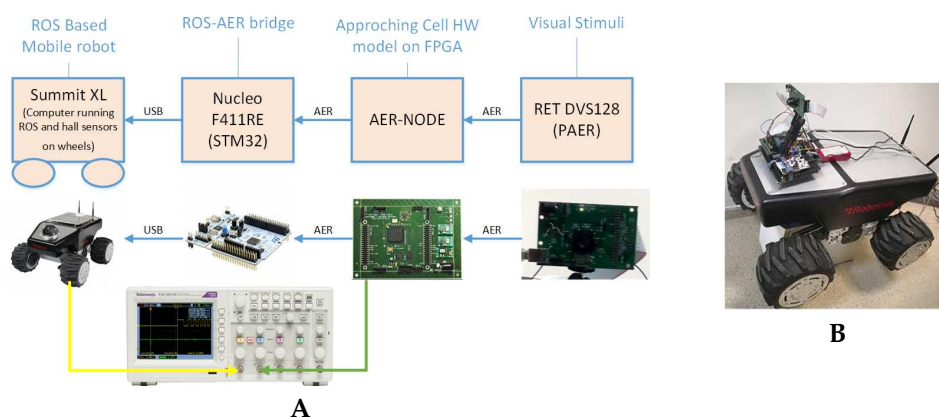 ROS Based
Mobile robot
ROS-AER bridge
Approching Cell HW
model on FPGA
Visual Stimuli
Summit XL
(Computer running
ROS and hall sensors
on wheels)
USB
Nucleo
F411RE
(STM32)
AER
AER-NODE
AER
RET DVS128
(PAER)
USB
AER
AER
Tektronix
Robotnik
A
B